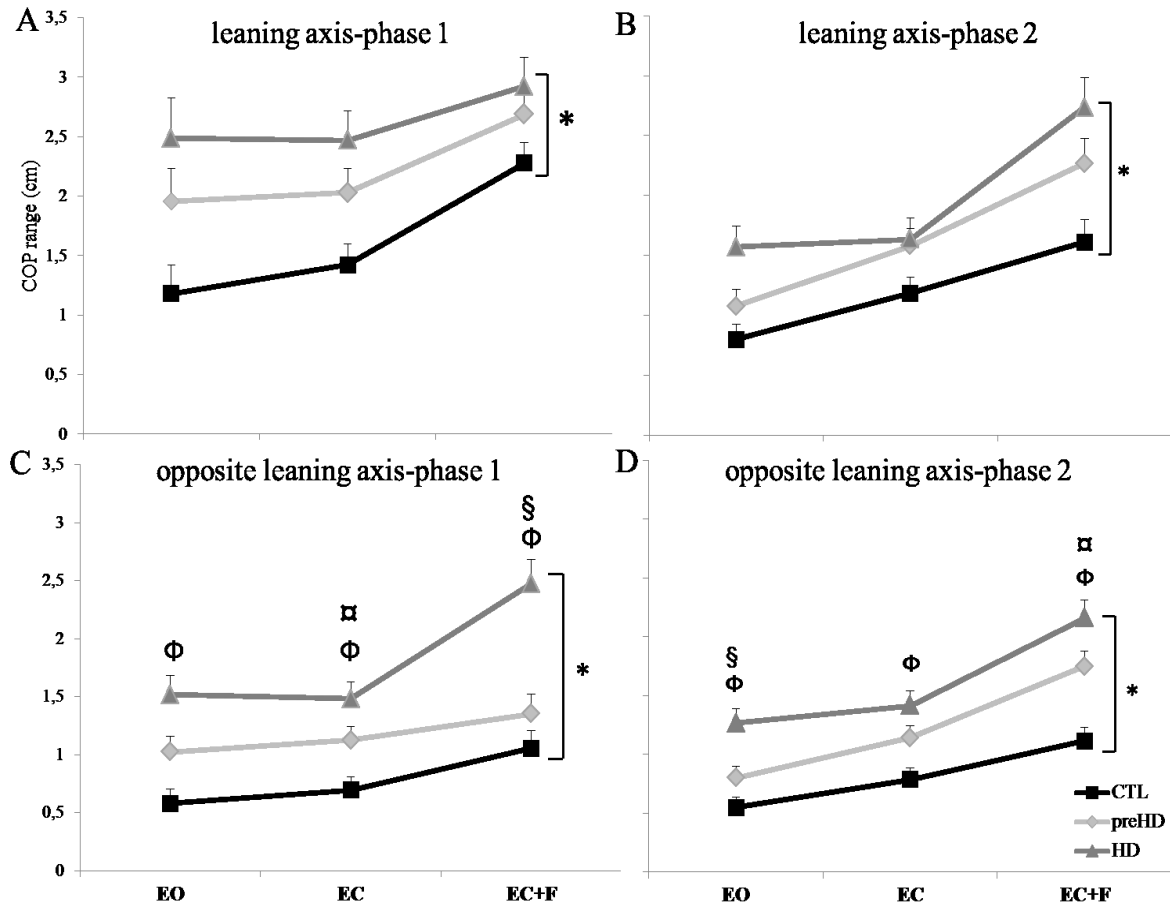 A
leaning axis-phase 1
3,5
3
2,5
2
1,5
1
0,5
0
COP range (cm)
*
B
leaning axis-phase 2
*
C
opposite leaning axis-phase 1
3,5
3
2,5
2
1,5
1
0,5
0
Φ
¤
Φ
§
Φ
*
EO EC EC+F
D
opposite leaning axis-phase 2
§
Φ
Φ
¤
Φ
*
CTL
preHD
HD
EO EC EC+F